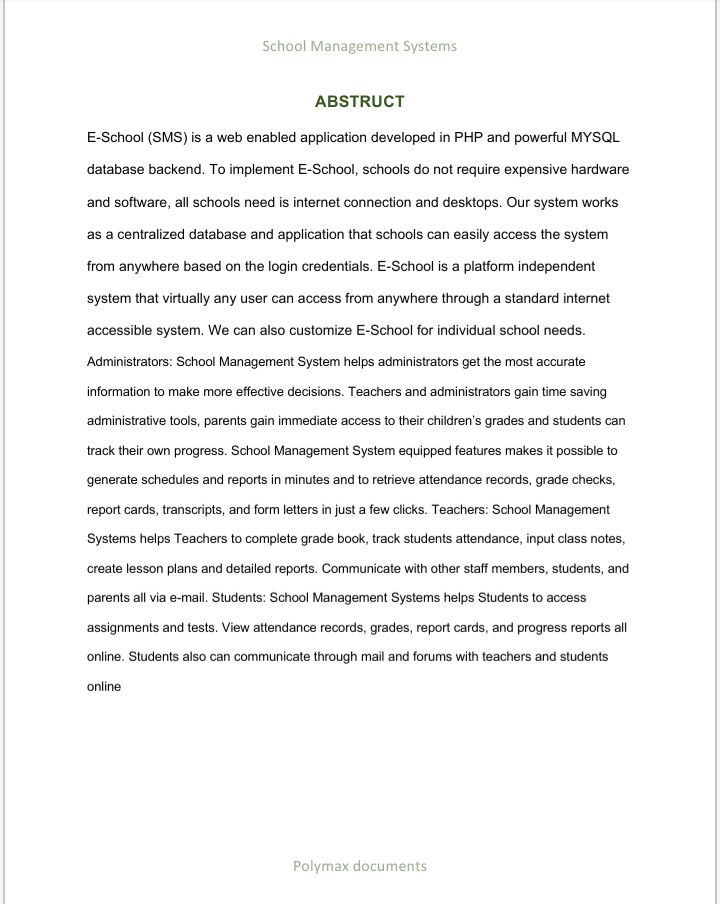 School Management Systems
ABSTRUCT
E-School (SMS) is a web enabled application developed in PHP and powerful MYSQL
database backend. To implement E-School, schools do not require expensive hardware
and software, all schools need is internet connection and desktops. Our system works
as a centralized database and application that schools can easily access the system
from anywhere based on the login credentials. E-School is a platform independent
system that virtually any user can access from anywhere through a standard internet
accessible system. We can also customize E-School for individual school needs.
Administrators: School Management System helps administrators get the most accurate
information to make more effective decisions. Teachers and administrators gain time saving
administrative tools, parents gain immediate access to their children’s grades and students can
track their own progress. School Management System equipped features makes it possible to
generate schedules and reports in minutes and to retrieve attendance records, grade checks,
report cards, transcripts, and form letters in just a few clicks. Teachers: School Management
Systems helps Teachers to complete grade book, track students attendance, input class notes,
create lesson plans and detailed reports. Communicate with other staff members, students, and
parents all via e-mail. Students: School Management Systems helps Students to access
assignments and tests. View attendance records, grades, report cards, and progress reports all
online. Students also can communicate through mail and forums with teachers and students
online
Polymax documents